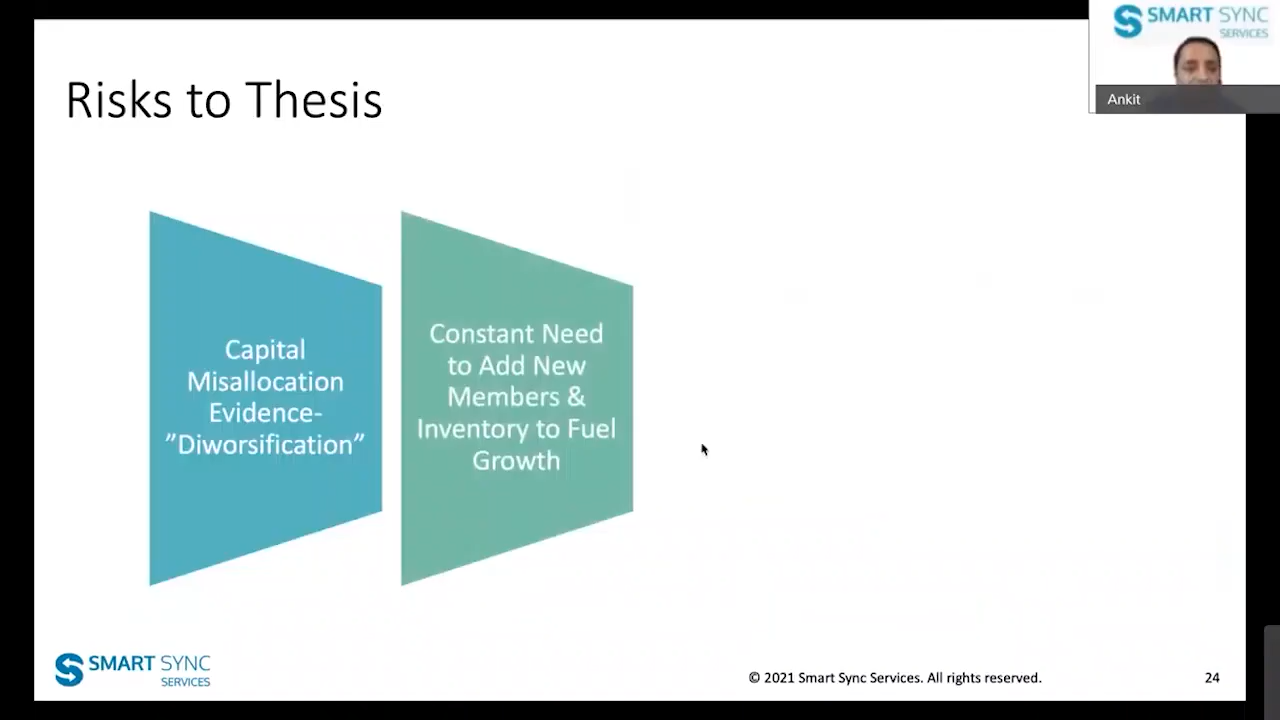 SMART SYNC
SERVICES
Ankit
Risks to Thesis
Capital
Misallocation
Evidence-
”Diworsification”
Constant Need
to Add New
Members &
Inventory to Fuel
Growth
SMART SYNC
SERVICES
© 2021 Smart Sync Services. All rights reserved.
24